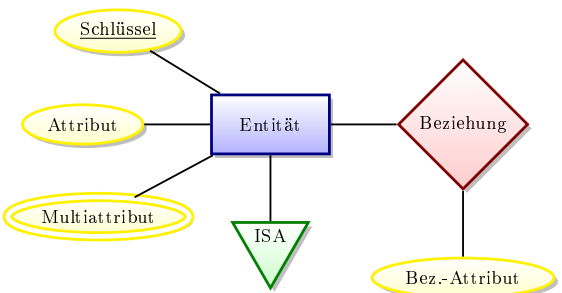 Schlüssel
Attribut
Entität
Beziehung
Multiattribut
ISA
Bez.-Attribut